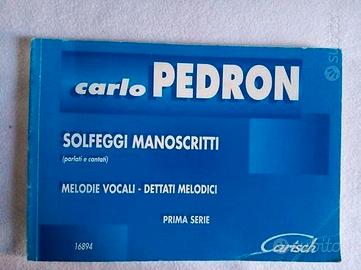 carlo PEDRON
SOLFEGGI MANOSCRITTI
(parlati e cantati)
MELODIE VOCALI - DETTATI MELODICI
PRIMA SERIE
16894
Carisch